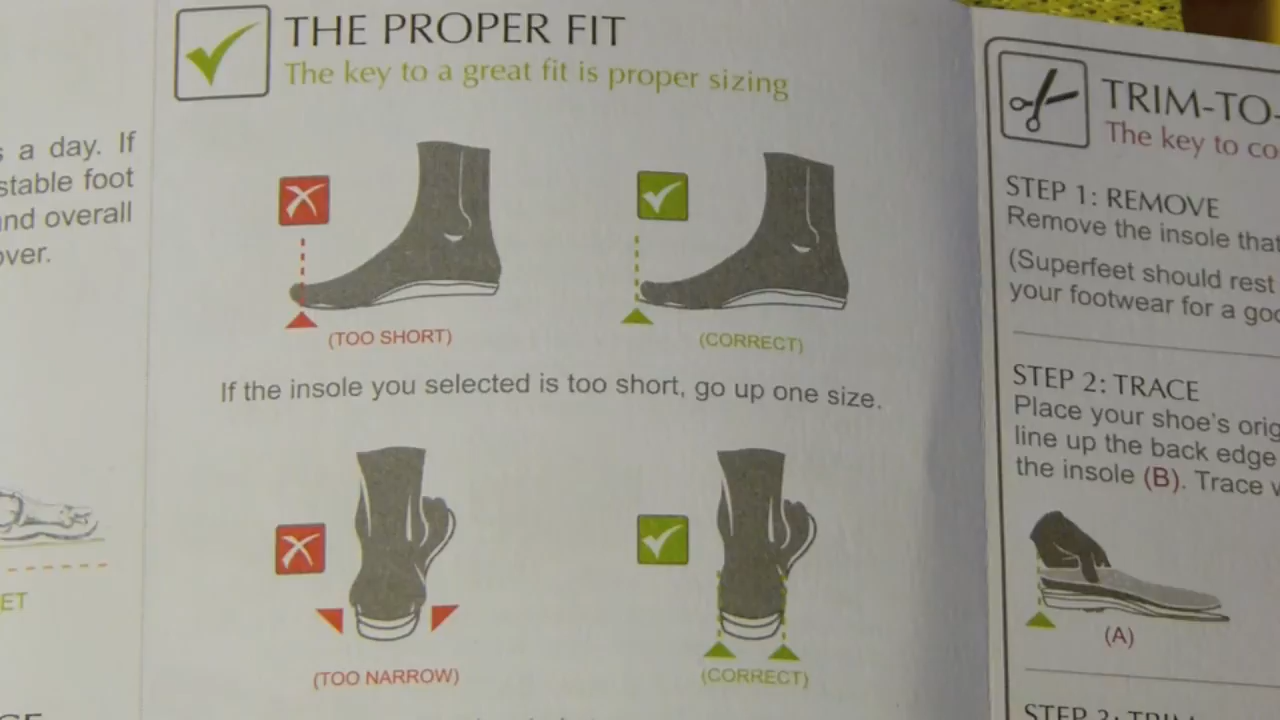 s a day. If
stable foot
and overall
over.
ET
THE PROPER FIT
The key to a great fit is proper sizing
(TOO SHORT)
(CORRECT)
If the insole you selected is too short, go up one size.
(TOO NARROW)
(CORRECT)
TRIM-TO-
The key to co
STEP 1: REMOVE
Remove the insole that
(Superfeet should rest
your footwear for a goo
STEP 2: TRACE
Place your shoe's orig
line up the back edge
the insole (B). Trace w
(A)